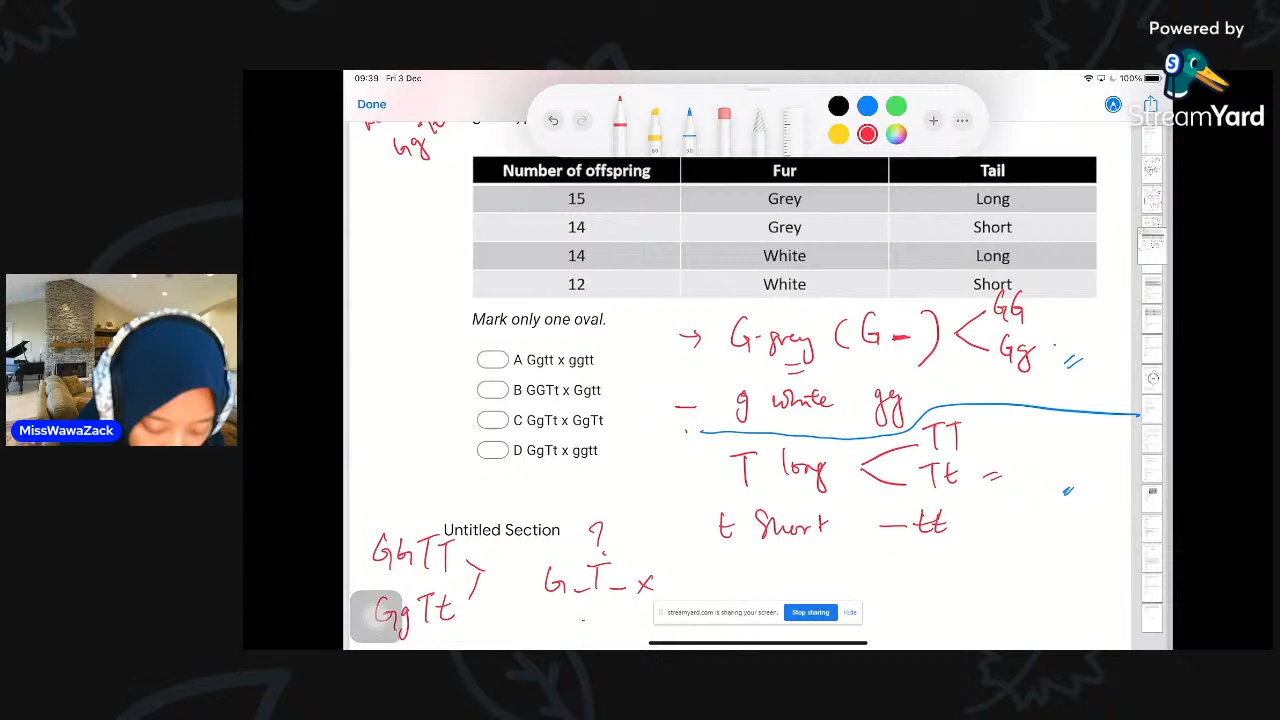 Powered by
StreamYard
09:39 Fri 3 Dec
100%
Done
Gg
Number of offspring Fur Tail
15 Grey Long
14 Grey Short
14 White Long
12 White Short
Mark only one oval.
A Ggtt x ggtt
B GGTt x Ggtt
C GgTt x GgTt
D GgTt x ggtt
→ G-grey (G-) < GG
Gg
- g white gg
T long < TT
Tt =
t short - tt
Untitled Section
?
GGTT
GgTt
G_T_ x
MissWawaZack
streamyard.com is sharing your screen. Stop sharing Hide